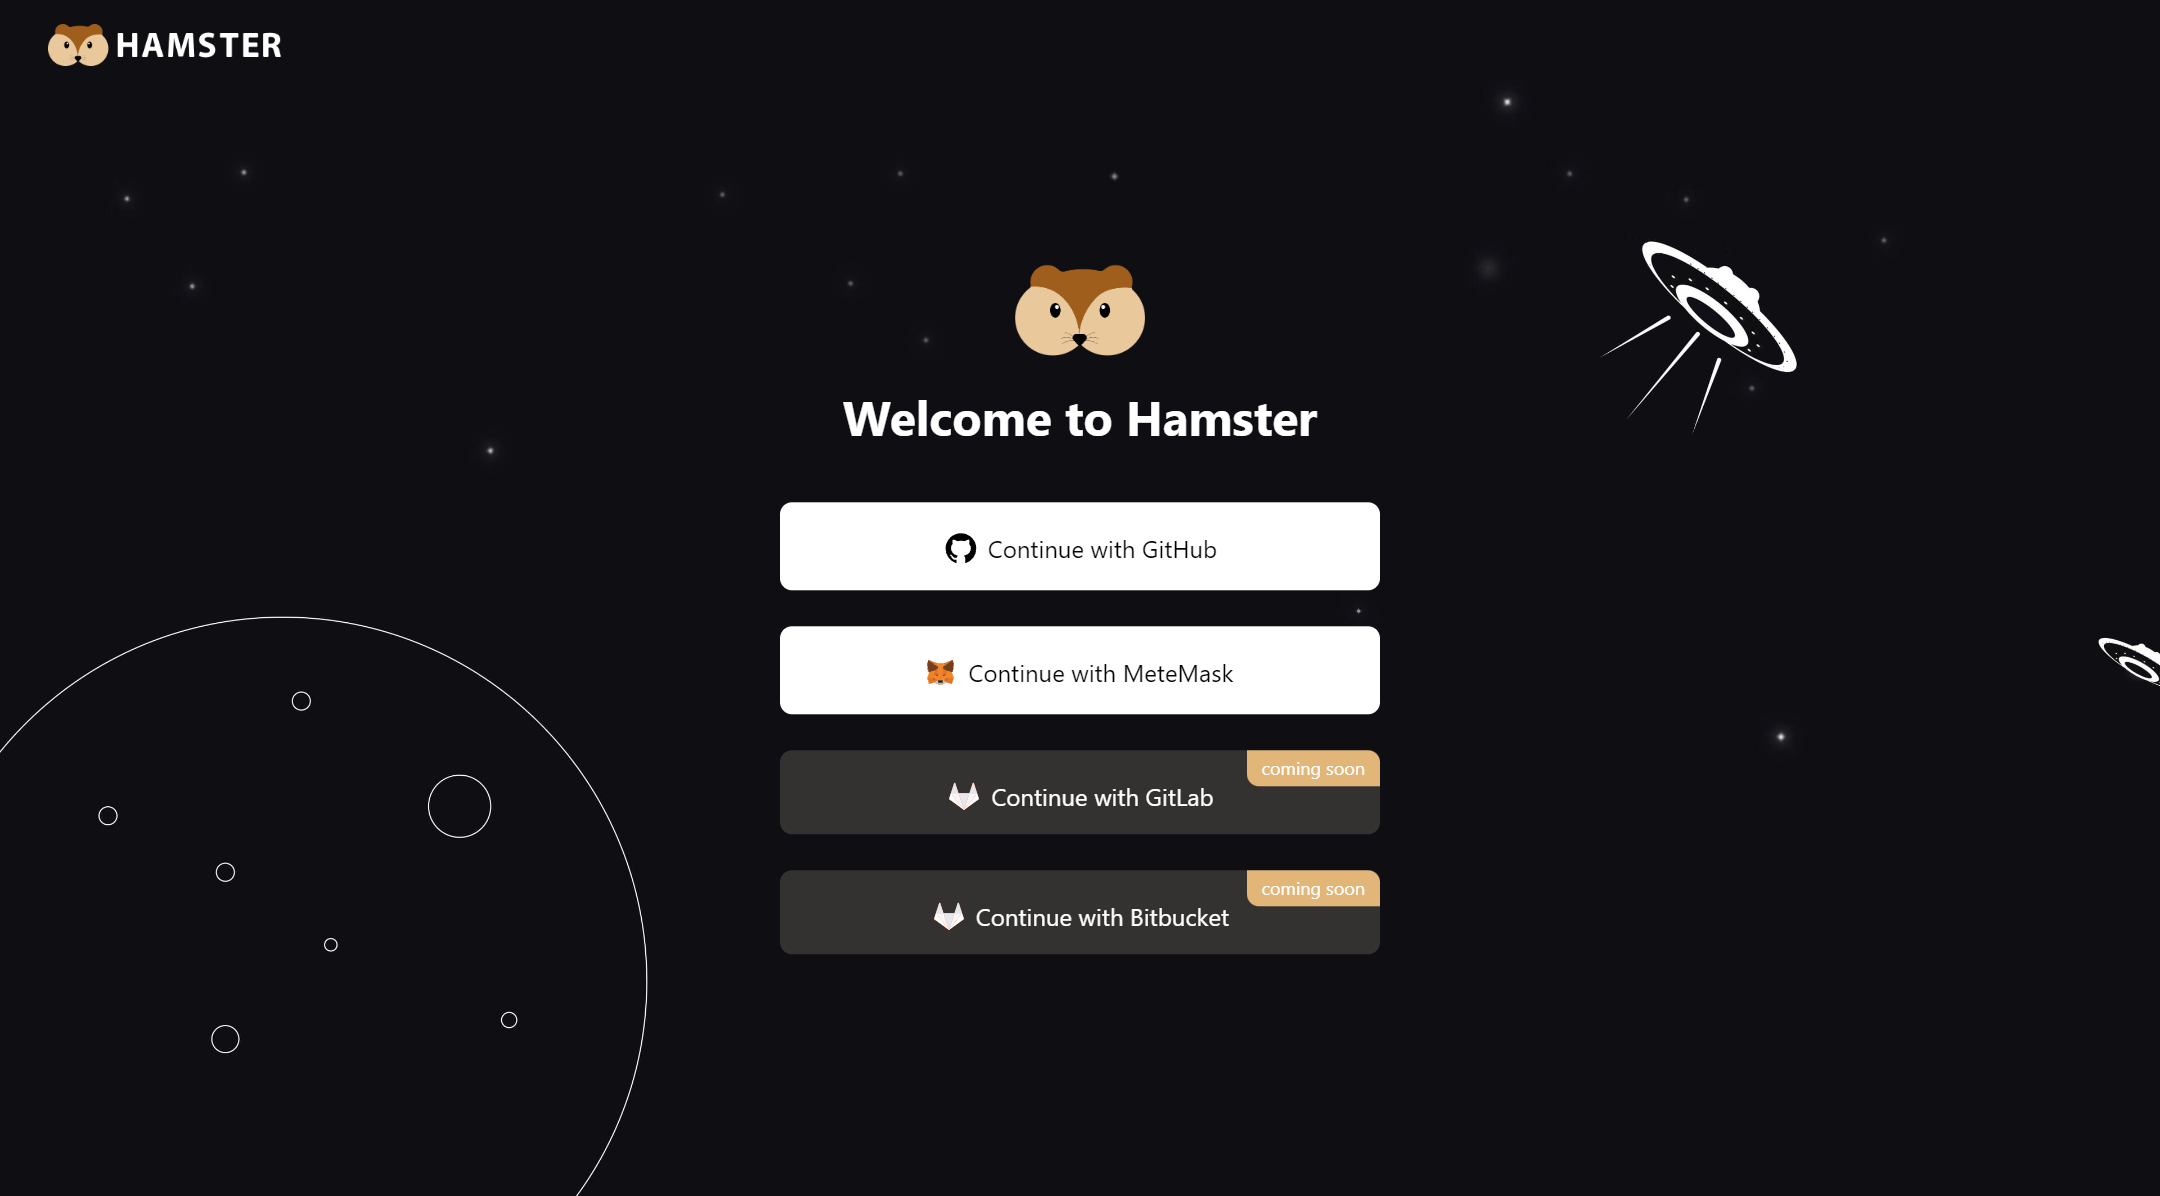 HAMSTER
Welcome to Hamster
Continue with GitHub
Continue with MeteMask
coming soon
Continue with GitLab
coming soon
Continue with Bitbucket